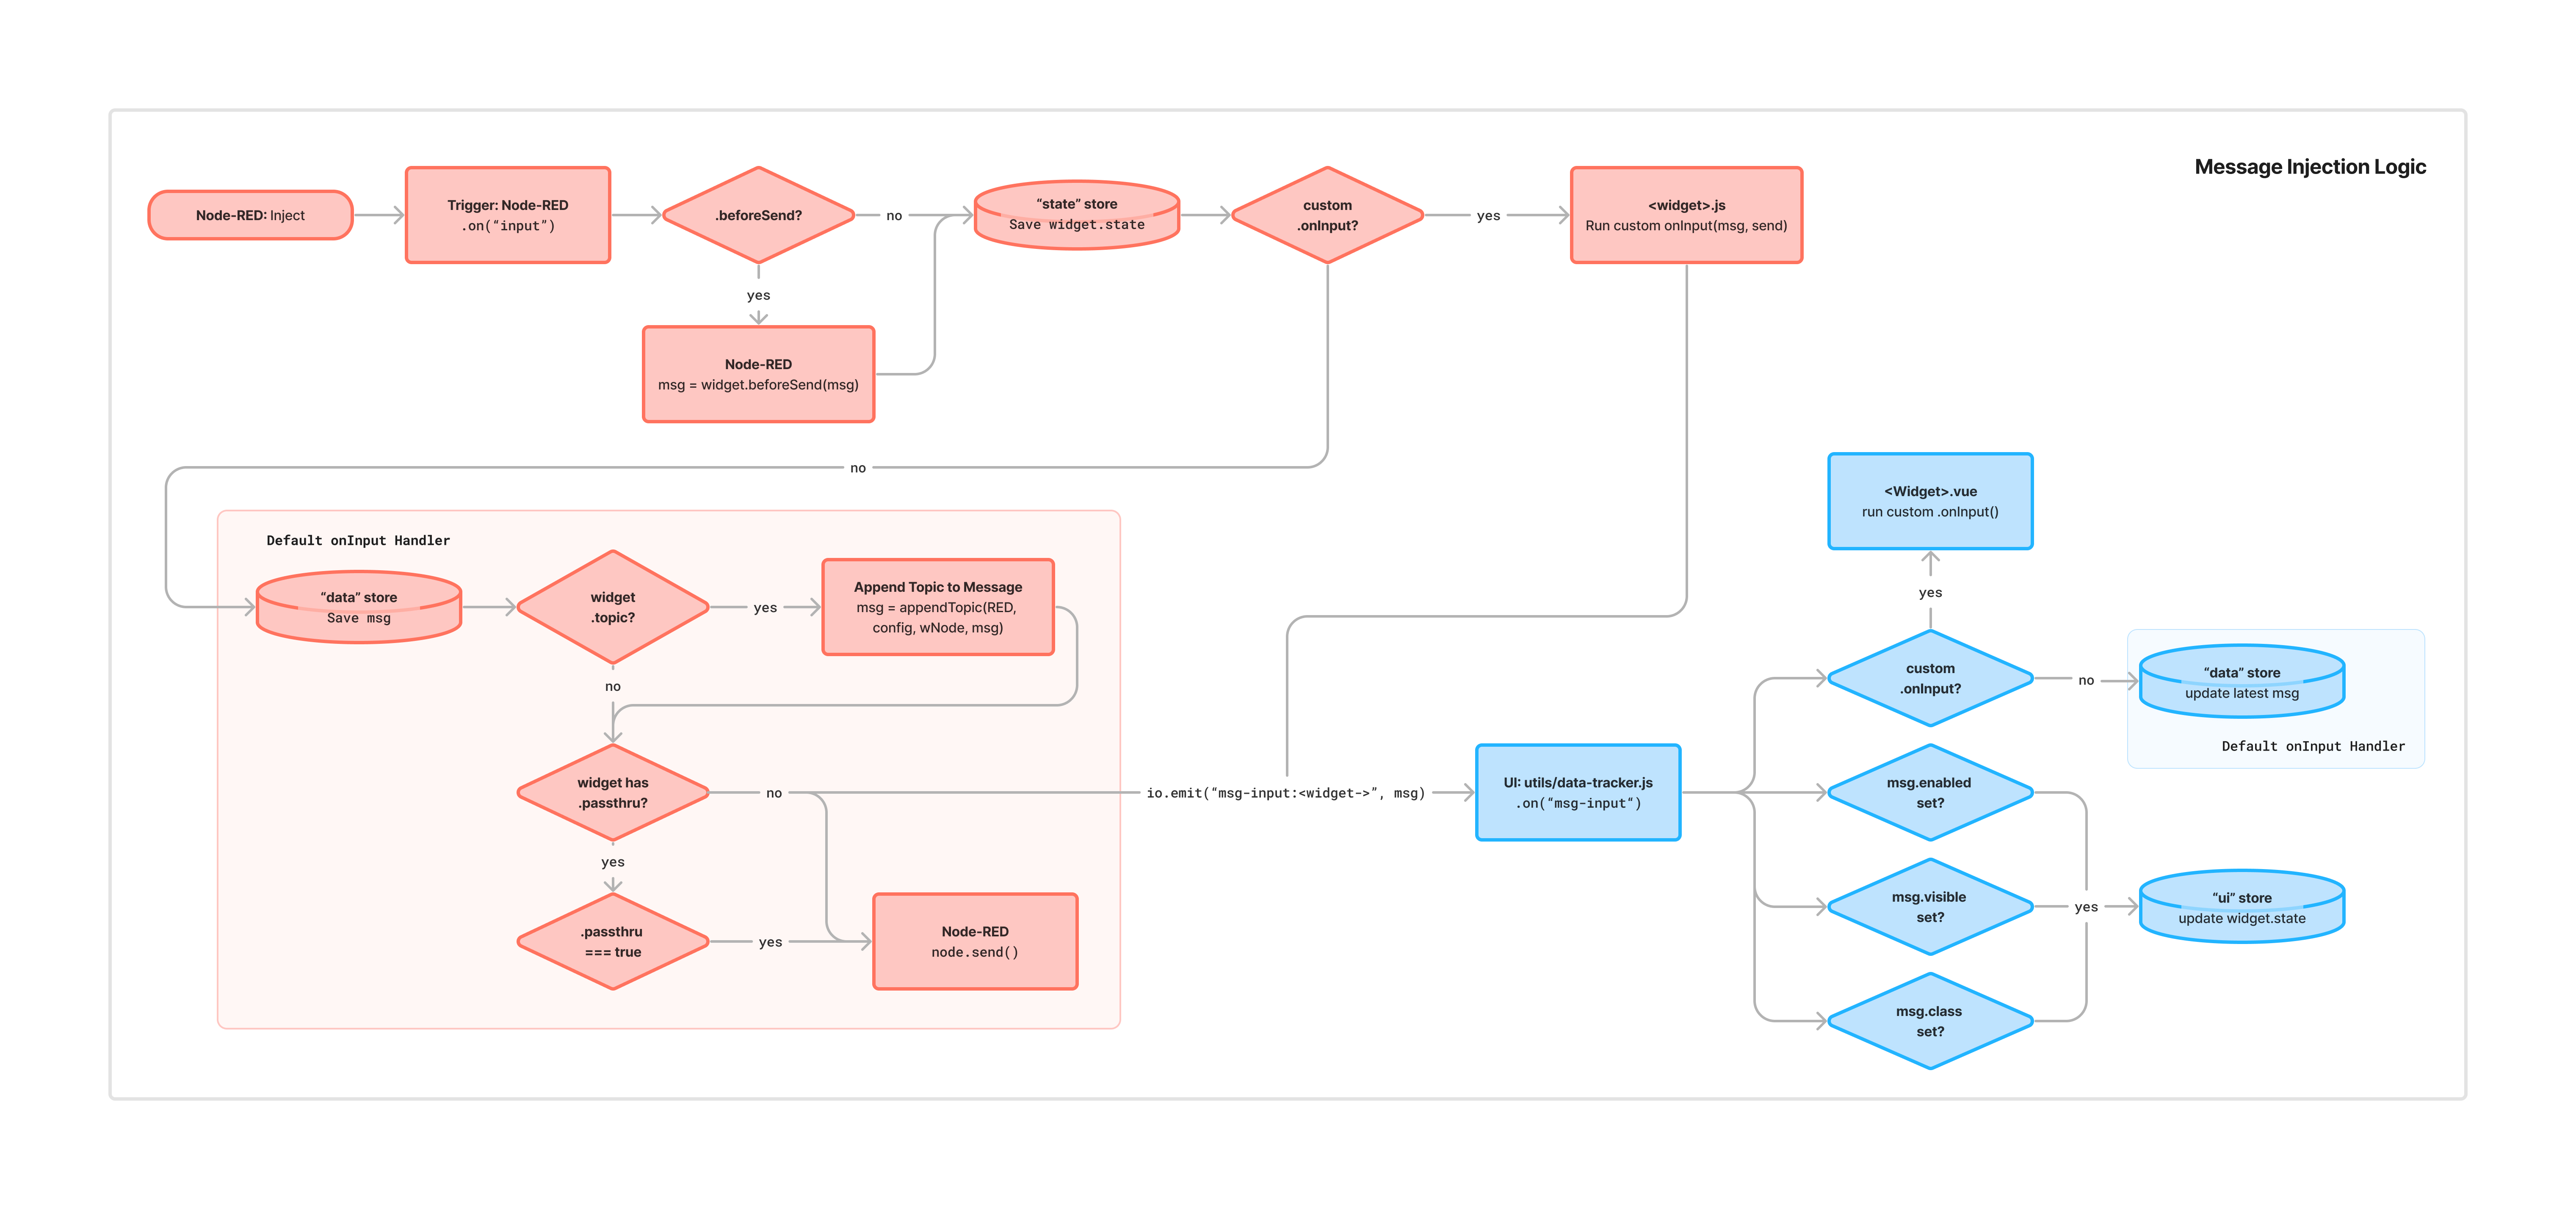 Message Injection Logic
Node-RED: Inject
Trigger: Node-RED
.on(“input”)
.beforeSend?
no
“state” store
Save widget.state
custom
.onInput?
yes
<widget>.js
Run custom onInput(msg, send)
yes
Node-RED
msg = widget.beforeSend(msg)
no
Default onInput Handler
“data” store
Save msg
widget
.topic?
yes
Append Topic to Message
msg = appendTopic(RED,
config, wNode, msg)
no
widget has
.passthru?
no
io.emit(“msg-input:<widget->”, msg)
yes
.passthru
=== true
yes
Node-RED
node.send()
UI: utils/data-tracker.js
.on(“msg-input“)
<Widget>.vue
run custom .onInput()
yes
custom
.onInput?
no
“data” store
update latest msg
Default onInput Handler
msg.enabled
set?
msg.visible
set?
yes
“ui” store
update widget.state
msg.class
set?